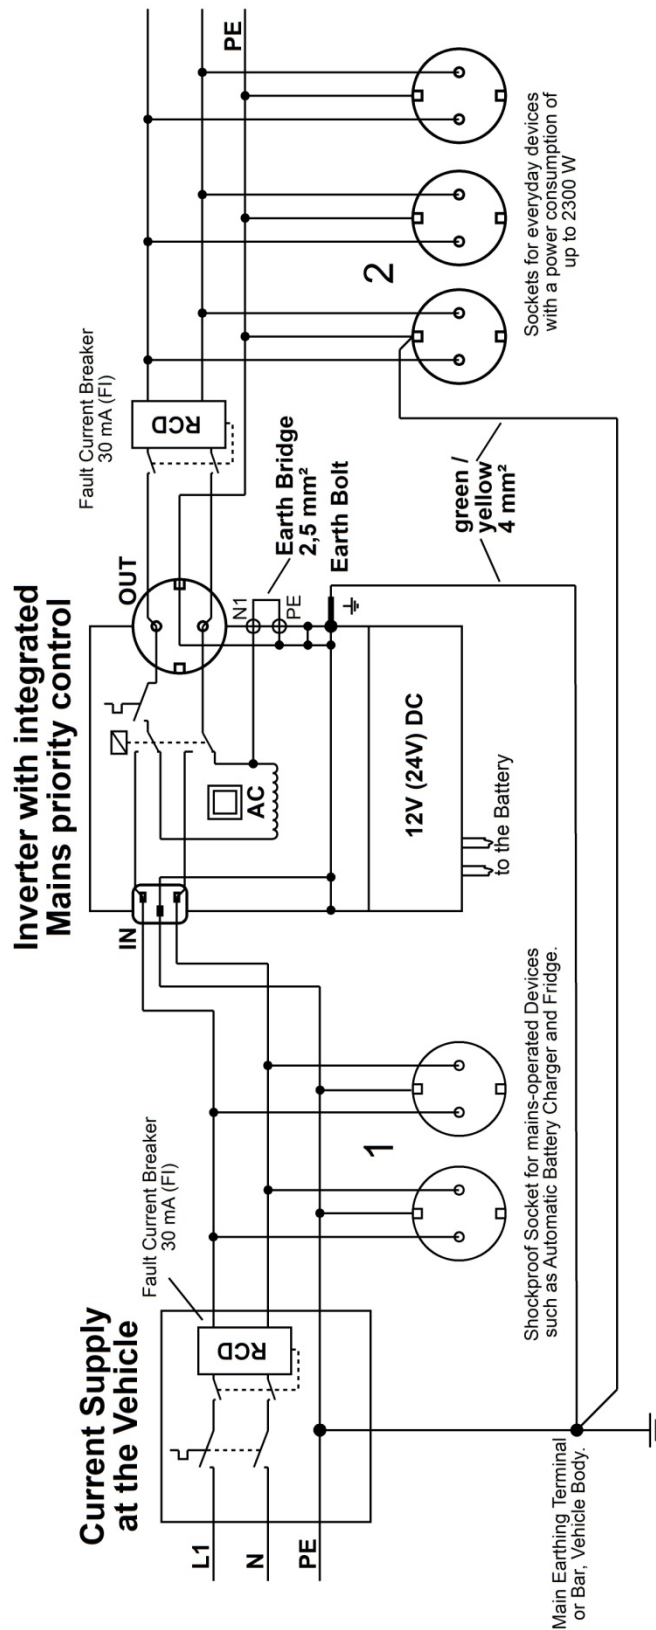 Inverter with integrated
Mains priority control
Current Supply
at the Vehicle
L1
N
PE
Fault Current Breaker
30 mA (FI)
RCD
1
Shockproof Socket for mains-operated Devices
such as Automatic Battery Charger and Fridge.
Main Earthing Terminal
or Bar, Vehicle Body.
IN
AC
12V (24V) DC
to the Battery
OUT
N1
PE
Earth Bridge
2,5 mm²
Earth Bolt
green /
yellow
4 mm²
Fault Current Breaker
30 mA (FI)
RCD
PE
2
Sockets for everyday devices
with a power consumption of
up to 2300 W